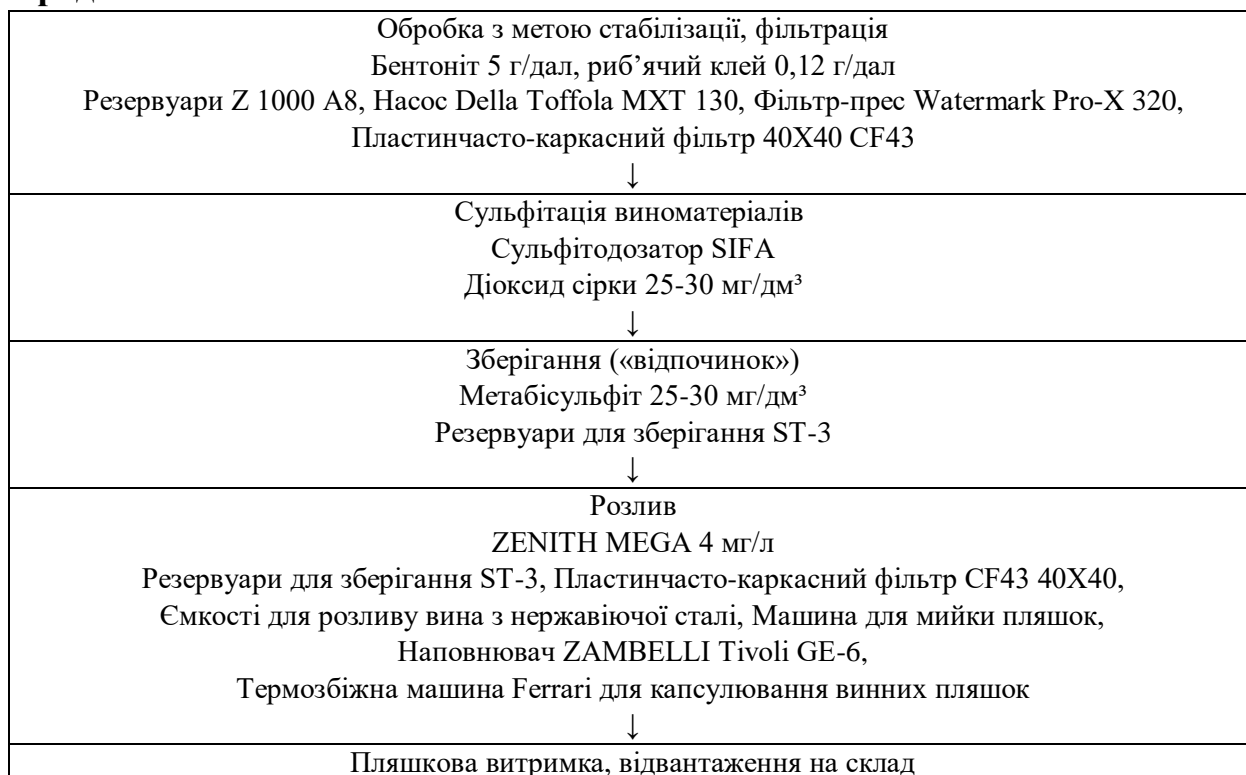 Обробка з метою стабілізації, фільтрація
Бентоніт 5 г/дал, риб’ячий клей 0,12 г/дал
Резервуари Z 1000 A8, Насос Della Toffola MXT 130, Фільтр-прес Watermark Pro-X 320,
Пластинчасто-каркасний фільтр 40X40 CF43
↓
Сульфітація виноматеріалів
Сульфітодозатор SIFA
Діоксид сірки 25-30 мг/дм³
↓
Зберігання («відпочинок»)
Метабісульфіт 25-30 мг/дм³
Резервуари для зберігання ST-3
↓
Розлив
ZENITH MEGA 4 мг/л
Резервуари для зберігання ST-3, Пластинчасто-каркасний фільтр CF43 40X40,
Ємкості для розливу вина з нержавіючої сталі, Машина для мийки пляшок,
Наповнювач ZAMBELLI Tivoli GE-6,
Термозбіжна машина Ferrari для капсулювання винних пляшок
↓
Пляшкова витримка, відвантаження на склад